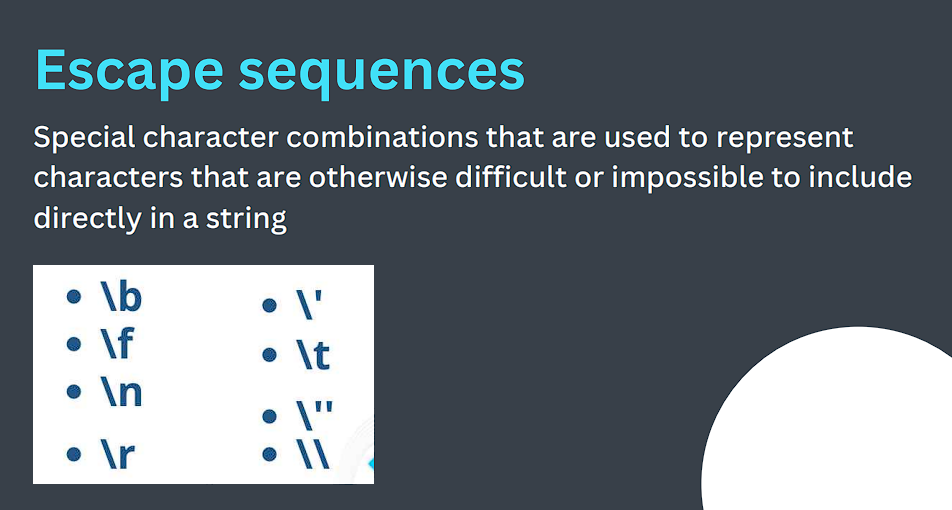 Escape sequences
Special character combinations that are used to represent
characters that are otherwise difficult or impossible to include
directly in a string
• \b
• \f
• \n
• \r
• \'
• \t
• \"
• \\